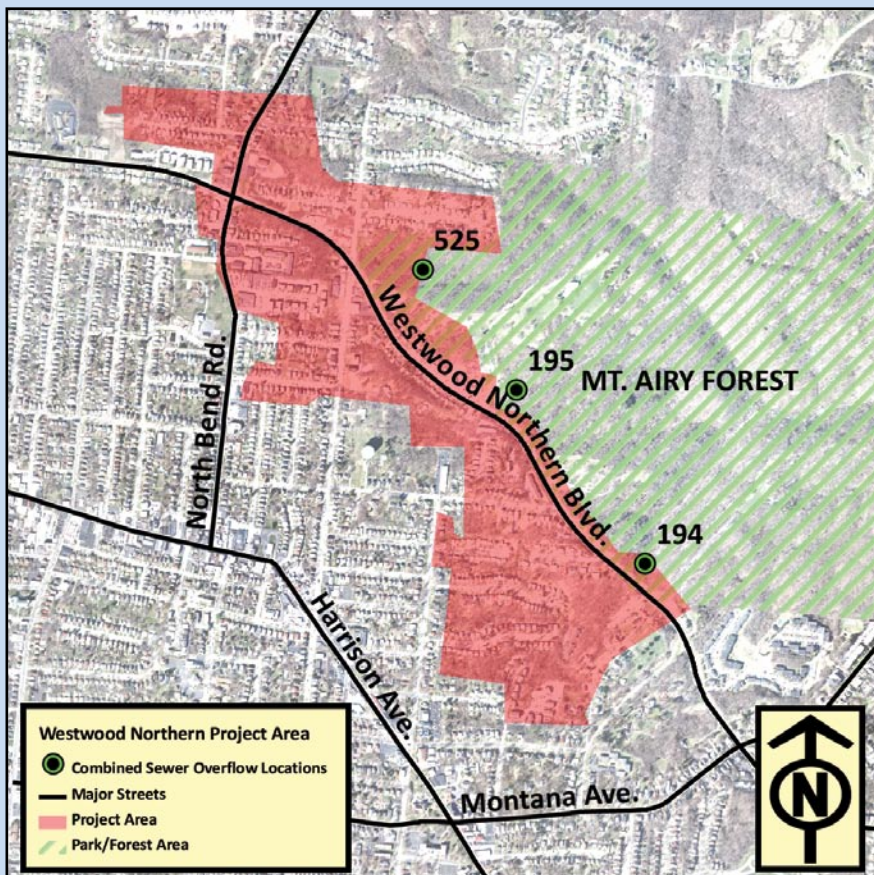 525
195
MT. AIRY FOREST
Westwood Northern Blvd.
North Bend Rd.
194
Harrison Ave.
Montana Ave.
Westwood Northern Project Area
Combined Sewer Overflow Locations
Major Streets
Project Area
Park/Forest Area
N